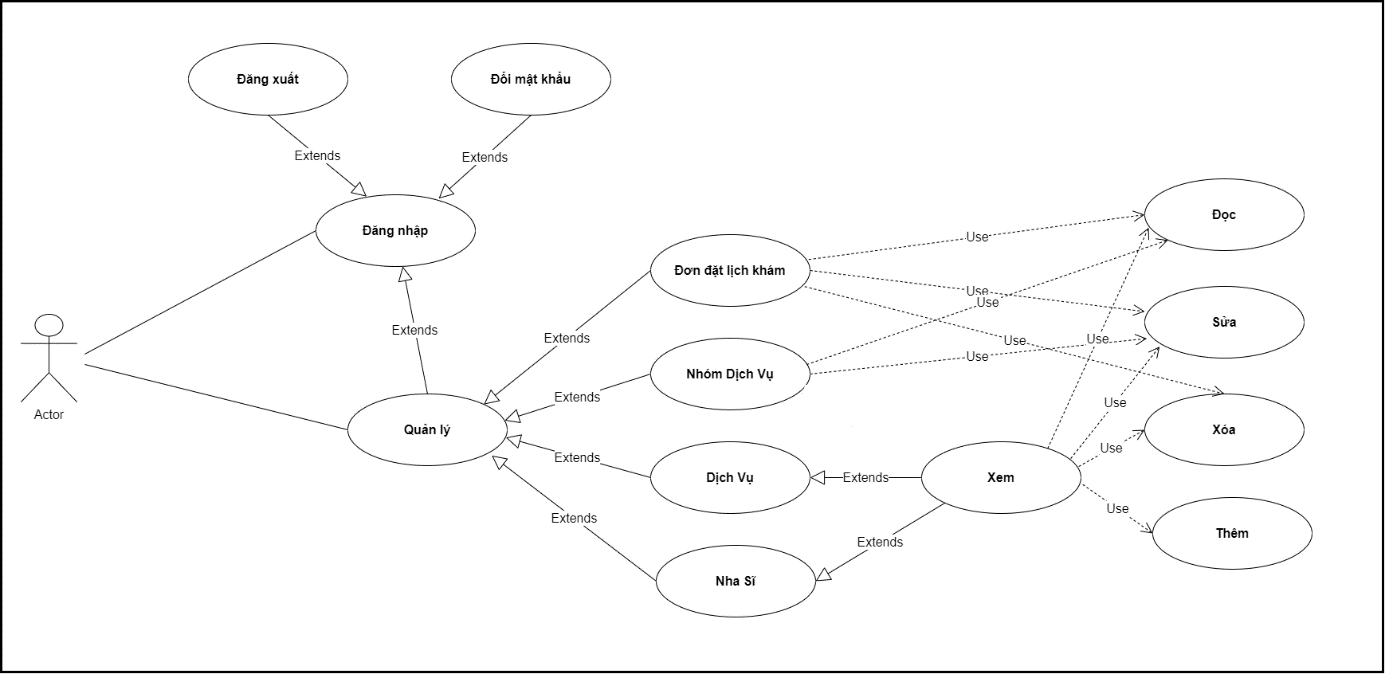 Đăng xuất
Đổi mật khẩu
Extends
Extends
Đăng nhập
Đọc
Use
Đơn đặt lịch khám
Use
Use
Sửa
Extends
Extends
Use
Use
Use
Nhóm Dịch Vụ
Actor
Extends
Use
Quản lý
Xóa
Use
Extends
Dịch Vụ
Extends
Xem
Use
Extends
Thêm
Extends
Nha Sĩ